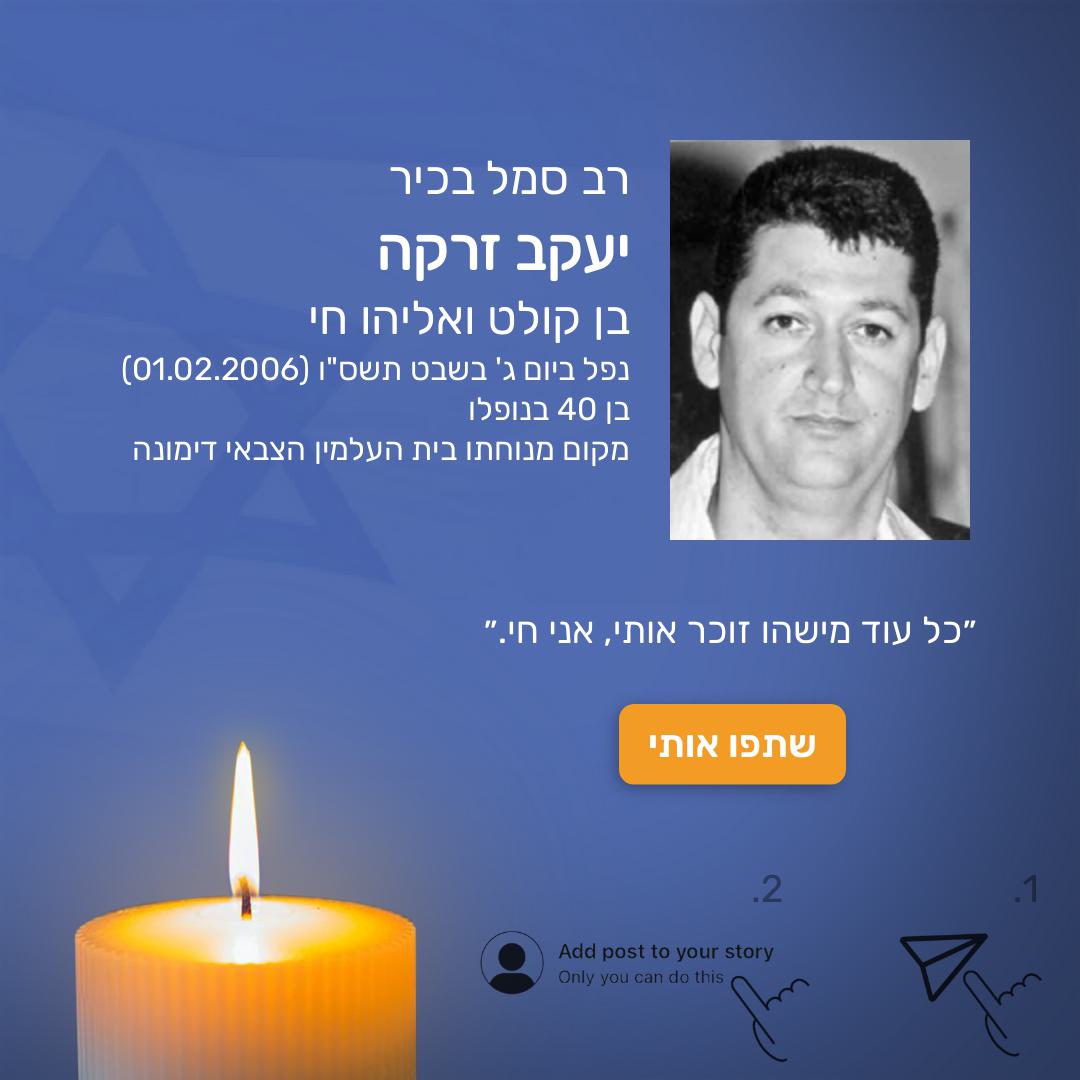 רב סמל בכיר
יעקב זרקה
בן קולט ואליהו חי
נפל ביום ג' בשבט תשס"ו (01.02.2006)
בן 40 בנופלו
מקום מנוחתו בית העלמין הצבאי דימונה
״כל עוד מישהו זוכר אותי, אני חי.״
שתפו אותי
.1
.2
Add post to your story
Only you can do this